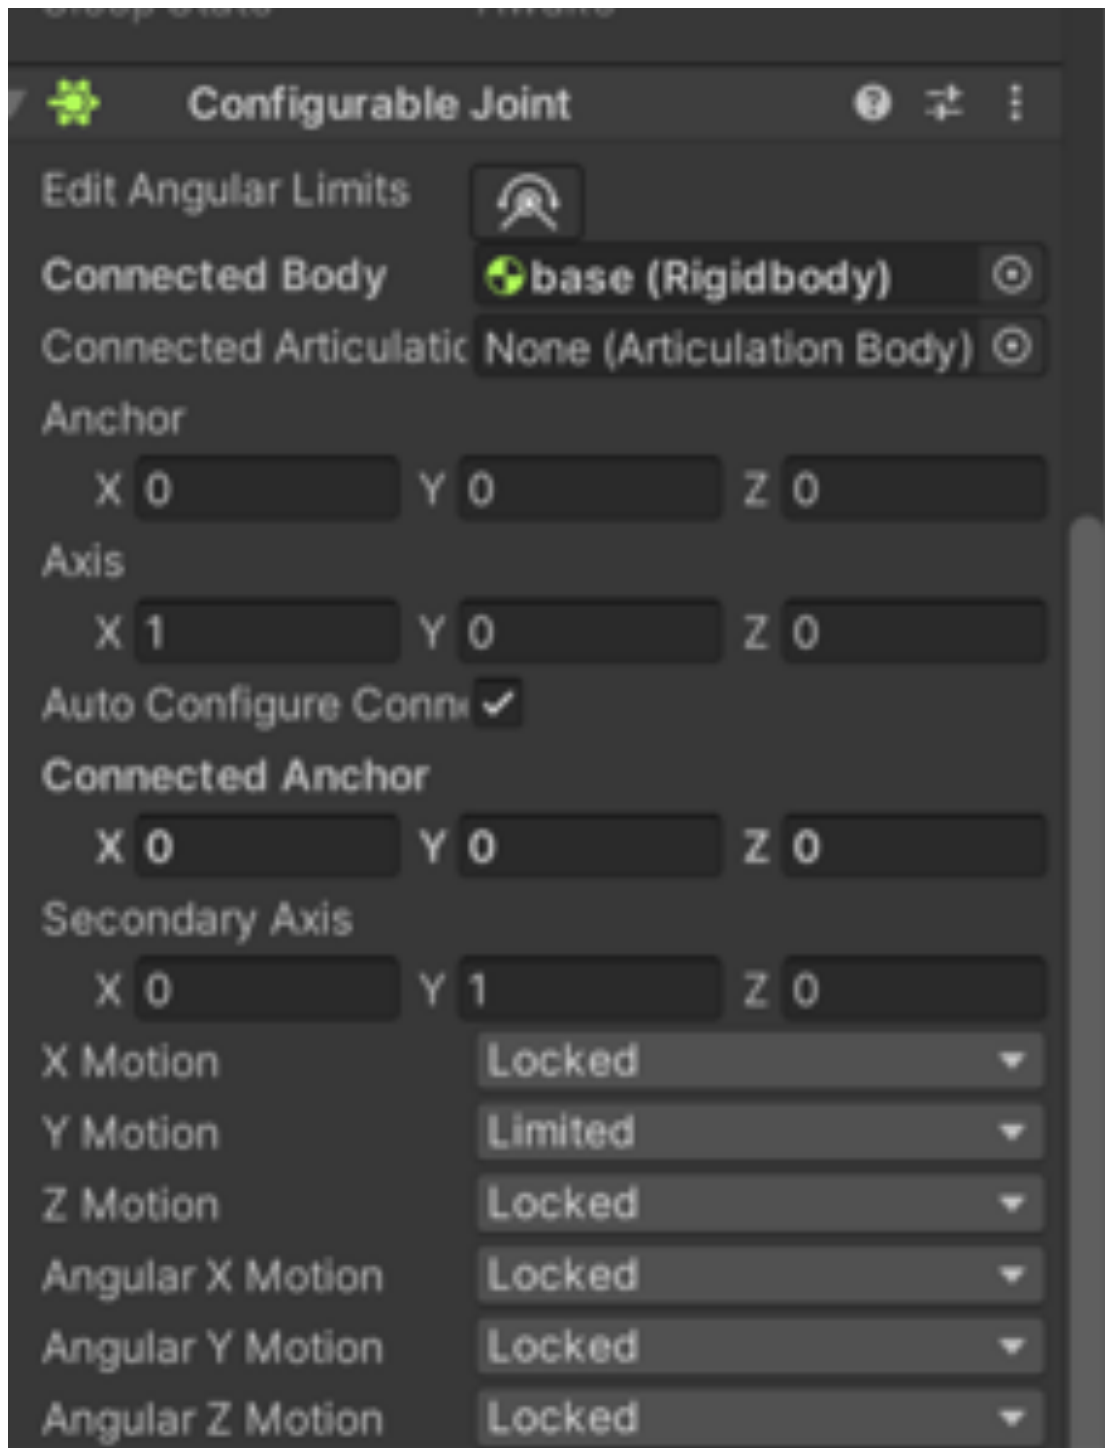 Configurable Joint
Edit Angular Limits
Connected Body base (Rigidbody)
Connected Articulatic None (Articulation Body)
Anchor
X 0 Y 0 Z 0
Axis
X 1 Y 0 Z 0
Auto Configure Conne
Connected Anchor
X 0 Y 0 Z 0
Secondary Axis
X 0 Y 1 Z 0
X Motion Locked
Y Motion Limited
Z Motion Locked
Angular X Motion Locked
Angular Y Motion Locked
Angular Z Motion Locked